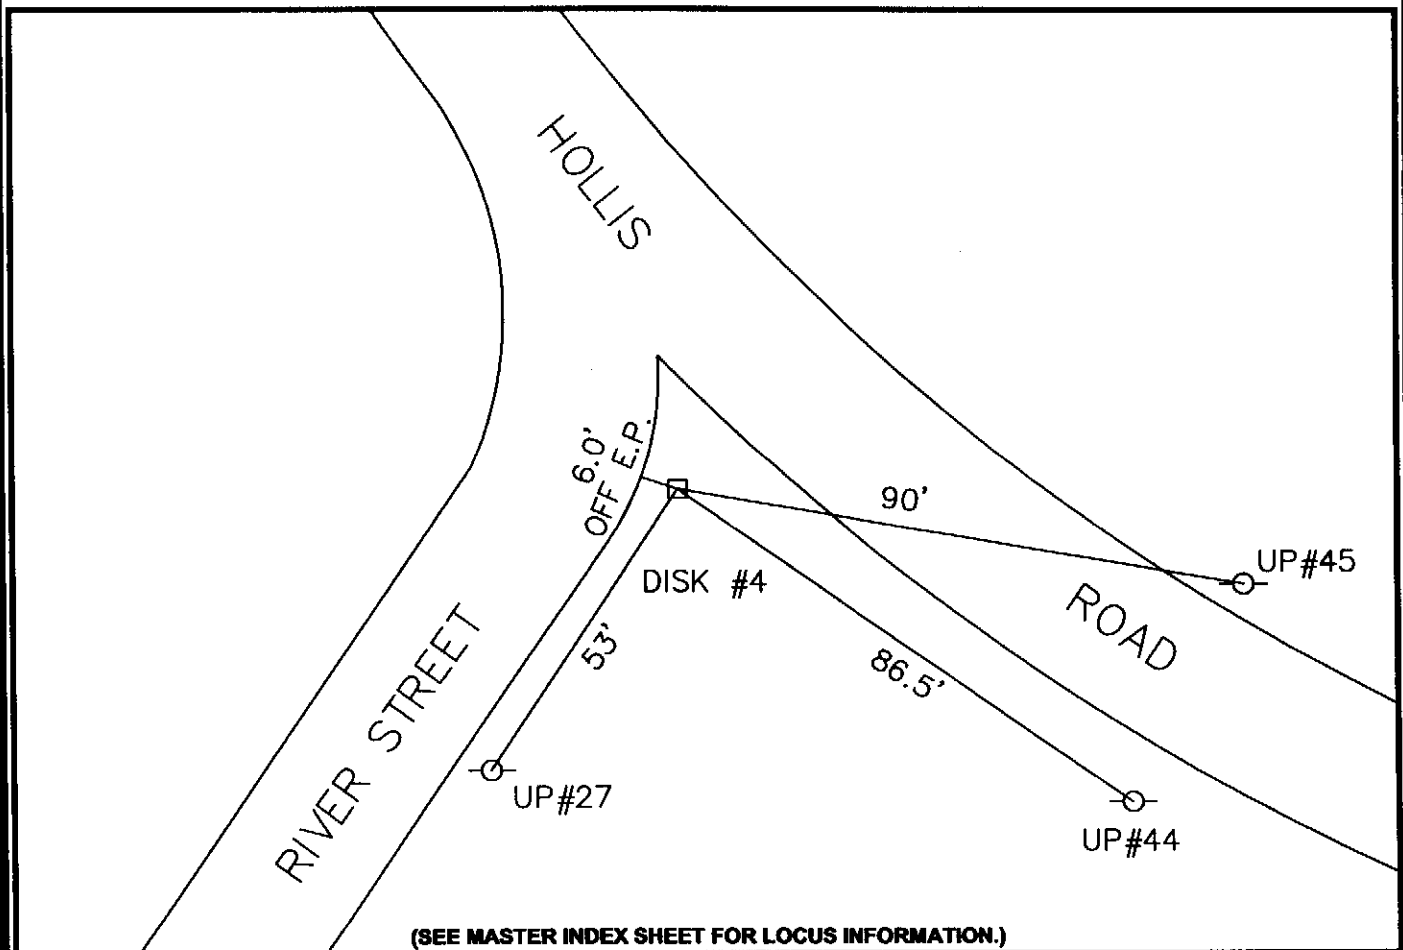 HOLLIS
6.0'
OFF E.P.
90'
UP#45
DISK #4
ROAD
53'
86.5'
RIVER STREET
UP#27
UP#44
(SEE MASTER INDEX SHEET FOR LOCUS INFORMATION.)